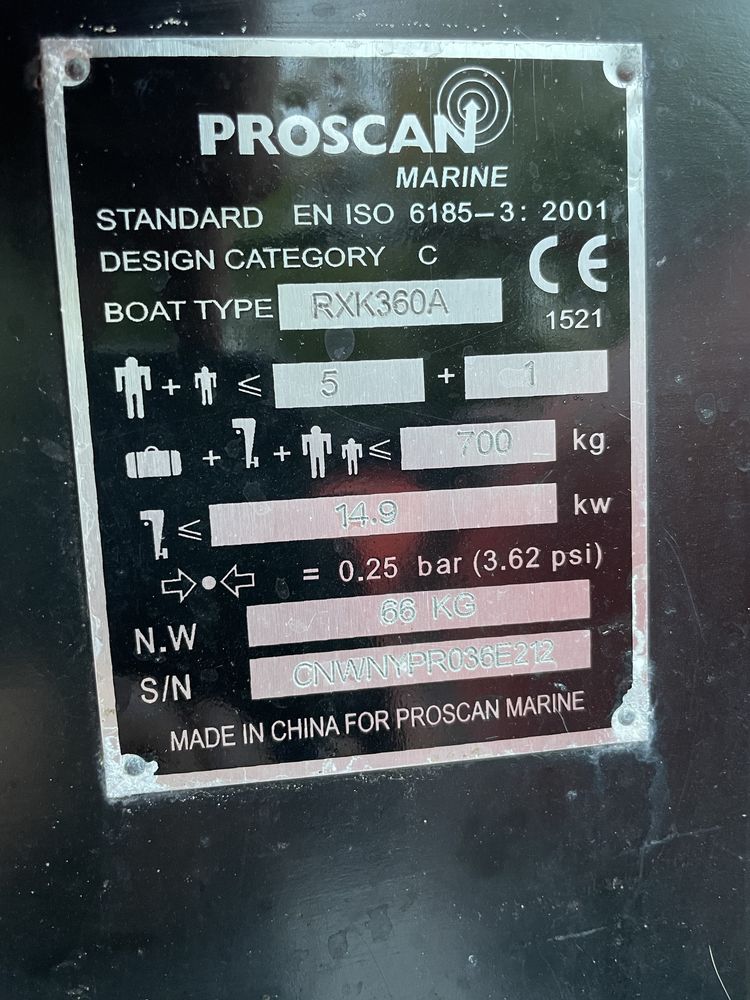 PROSCAN
MARINE
STANDARD EN ISO 6185-3: 2001
DESIGN CATEGORY C
CE
BOAT TYPE RXK360A
1521
+ ≤ 5 + 1
+ + ≤ 700 kg
≤ 14.9 kw
= 0.25 bar (3.62 psi)
N.W 66 KG
S/N CNWNYPR036E212
MADE IN CHINA FOR PROSCAN MARINE